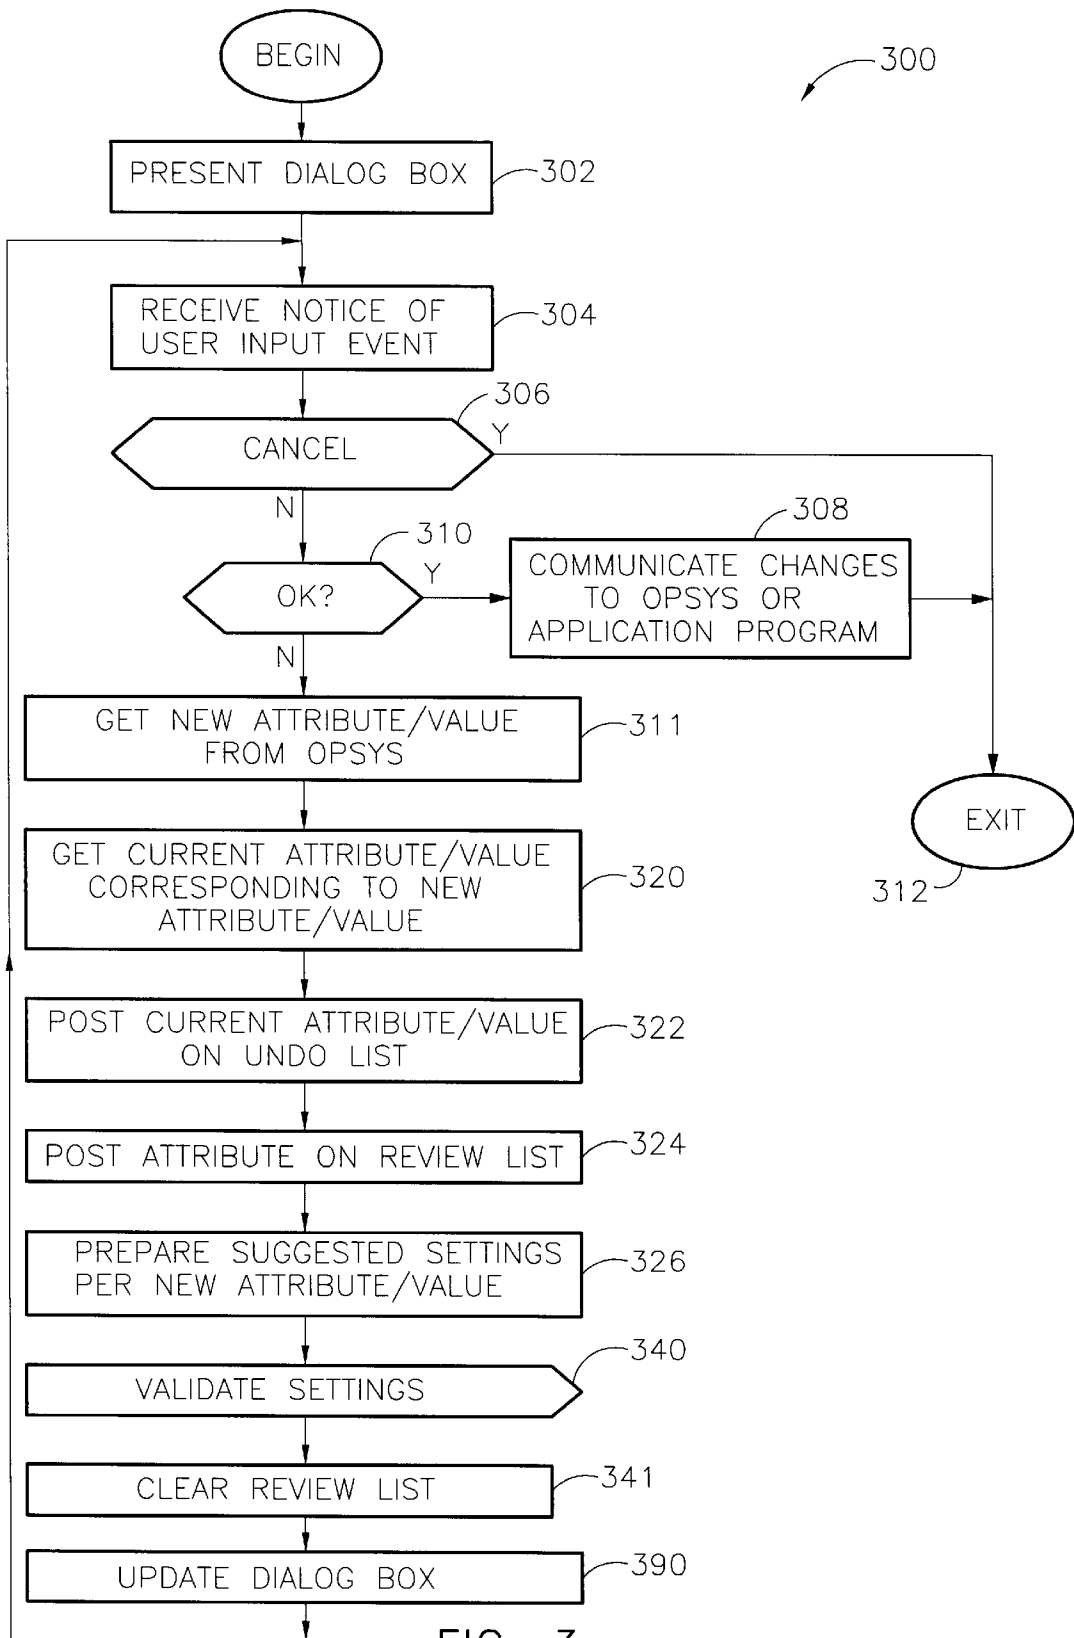 BEGIN
300
PRESENT DIALOG BOX
302
RECEIVE NOTICE OF
USER INPUT EVENT
304
306
CANCEL
Y
N
310
OK?
Y
308
COMMUNICATE CHANGES
TO OPSYS OR
APPLICATION PROGRAM
N
GET NEW ATTRIBUTE/VALUE
FROM OPSYS
311
EXIT
312
GET CURRENT ATTRIBUTE/VALUE
CORRESPONDING TO NEW
ATTRIBUTE/VALUE
320
POST CURRENT ATTRIBUTE/VALUE
ON UNDO LIST
322
POST ATTRIBUTE ON REVIEW LIST
324
PREPARE SUGGESTED SETTINGS
PER NEW ATTRIBUTE/VALUE
326
340
VALIDATE SETTINGS
CLEAR REVIEW LIST
341
UPDATE DIALOG BOX
390